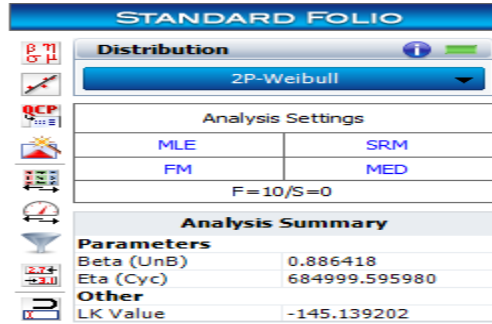 STANDARD FOLIO
β η
σ μ
Distribution
2P-Weibull
QCP
Analysis Settings
MLE SRM
FM MED
F=10/S=0
Analysis Summary
Parameters
Beta (UnB) 0.886418
Eta (Cyc) 684999.595980
Other
LK Value -145.139202